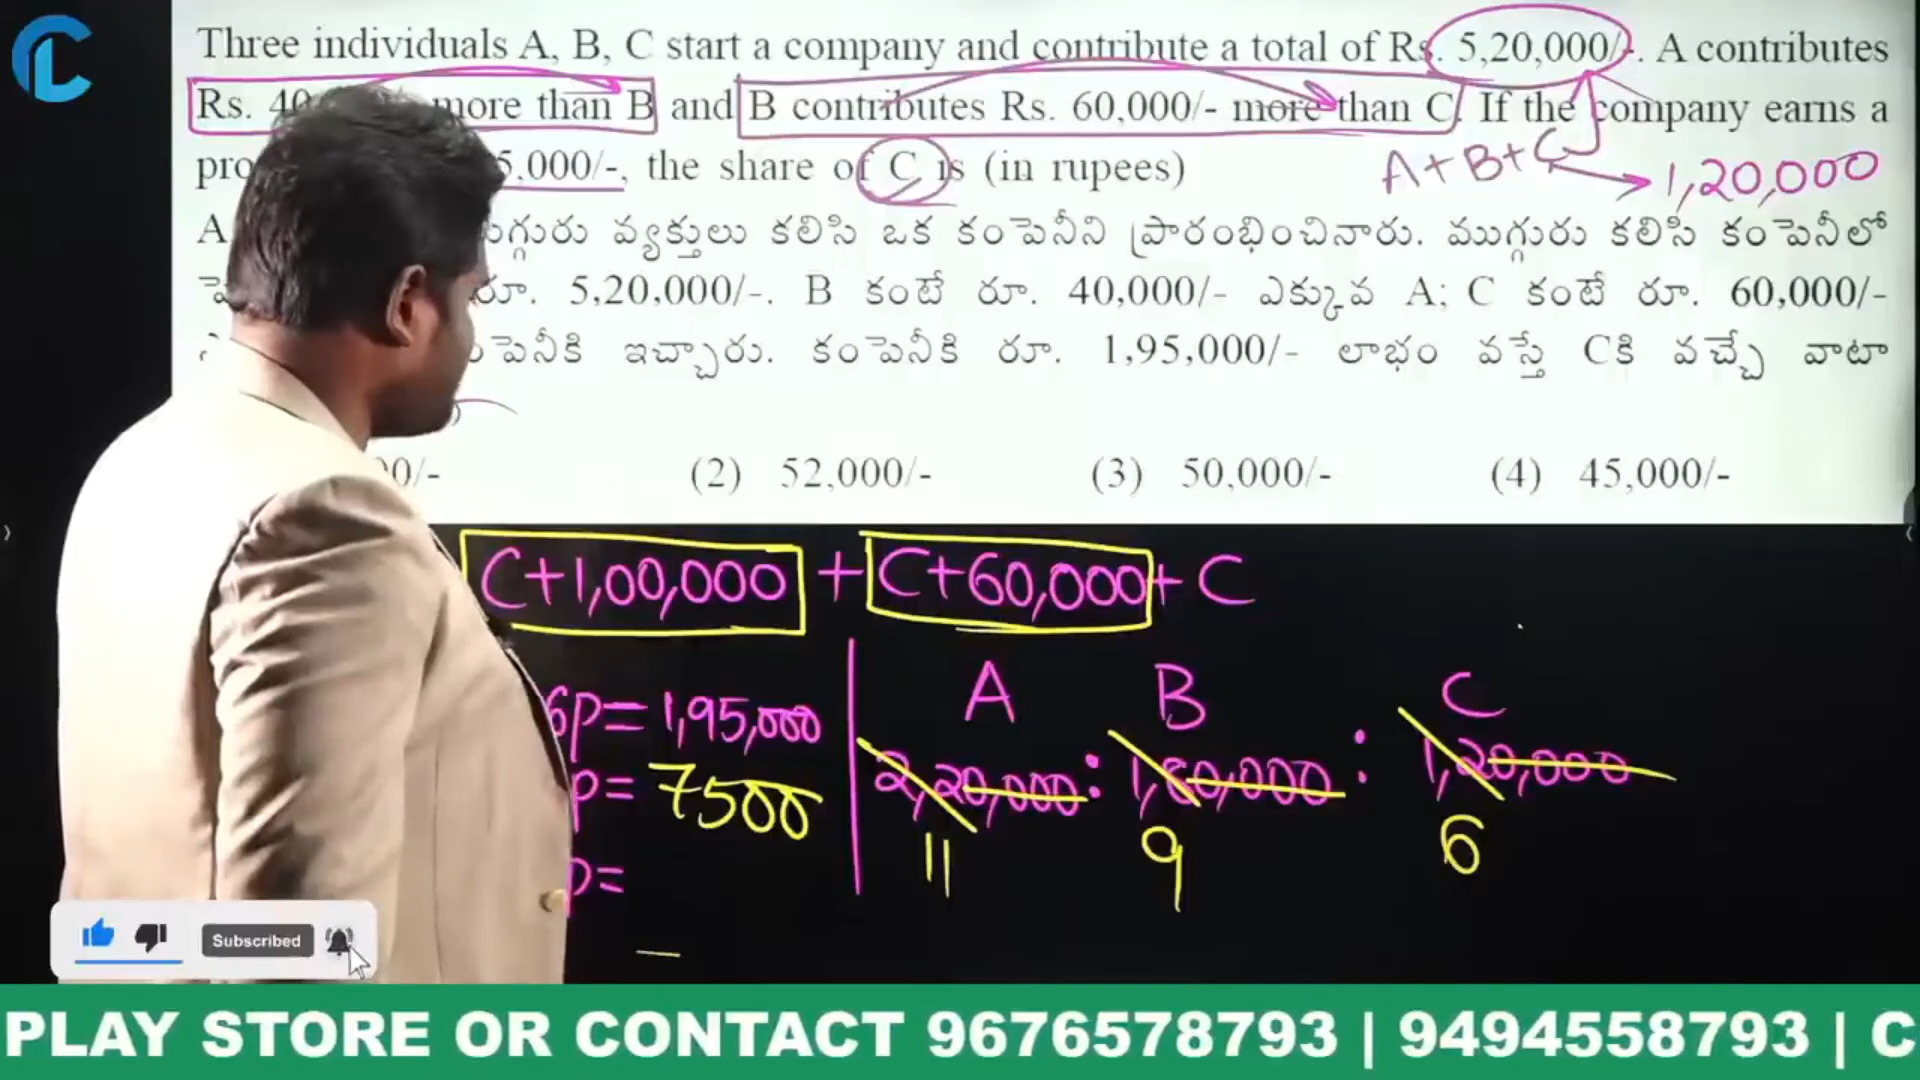 Three individuals A, B, C start a company and contribute a total of Rs. 5,20,000/-. A contributes
Rs. more than B and B contributes Rs. 60,000/- more than C. If the company earns a
5,000/-, the share of C is (in rupees)
A+B+C 1,20,000
A వ్యక్తులు కలిసి ఒక కంపెనీని ప్రారంభించినారు. ముగ్గురు కలిసి కంపెనీలో
రూ. 5,20,000/-. B కంటే రూ. 40,000/- ఎక్కువ A; C కంటే రూ. 60,000/-
ఇచ్చారు. కంపెనీకి రూ. 1,95,000/- లాభం వస్తే Cకి వచ్చే వాటా
0/- (2) 52,000/- (3) 50,000/- (4) 45,000/-
C+1,00,000 + C+60,000 + C
A B C
6p= 1,95,000
2,20,000 : 1,80,000 : 1,20,000
p= 7500
11 9 6
p=
Subscribed
PLAY STORE OR CONTACT 9676578793 | 9494558793 | C